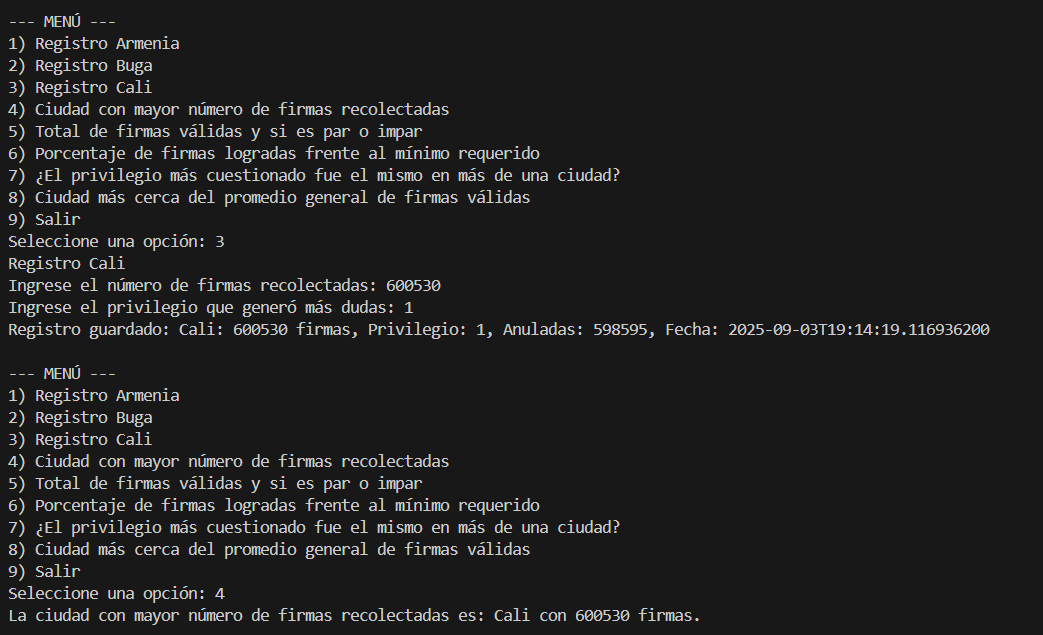 --- MENÚ ---
1) Registro Armenia
2) Registro Buga
3) Registro Cali
4) Ciudad con mayor número de firmas recolectadas
5) Total de firmas válidas y si es par o impar
6) Porcentaje de firmas logradas frente al mínimo requerido
7) ¿El privilegio más cuestionado fue el mismo en más de una ciudad?
8) Ciudad más cerca del promedio general de firmas válidas
9) Salir
Seleccione una opción: 3
Registro Cali
Ingrese el número de firmas recolectadas: 600530
Ingrese el privilegio que generó más dudas: 1
Registro guardado: Cali: 600530 firmas, Privilegio: 1, Anuladas: 598595, Fecha: 2025-09-03T19:14:19.116936200

--- MENÚ ---
1) Registro Armenia
2) Registro Buga
3) Registro Cali
4) Ciudad con mayor número de firmas recolectadas
5) Total de firmas válidas y si es par o impar
6) Porcentaje de firmas logradas frente al mínimo requerido
7) ¿El privilegio más cuestionado fue el mismo en más de una ciudad?
8) Ciudad más cerca del promedio general de firmas válidas
9) Salir
Seleccione una opción: 4
La ciudad con mayor número de firmas recolectadas es: Cali con 600530 firmas.